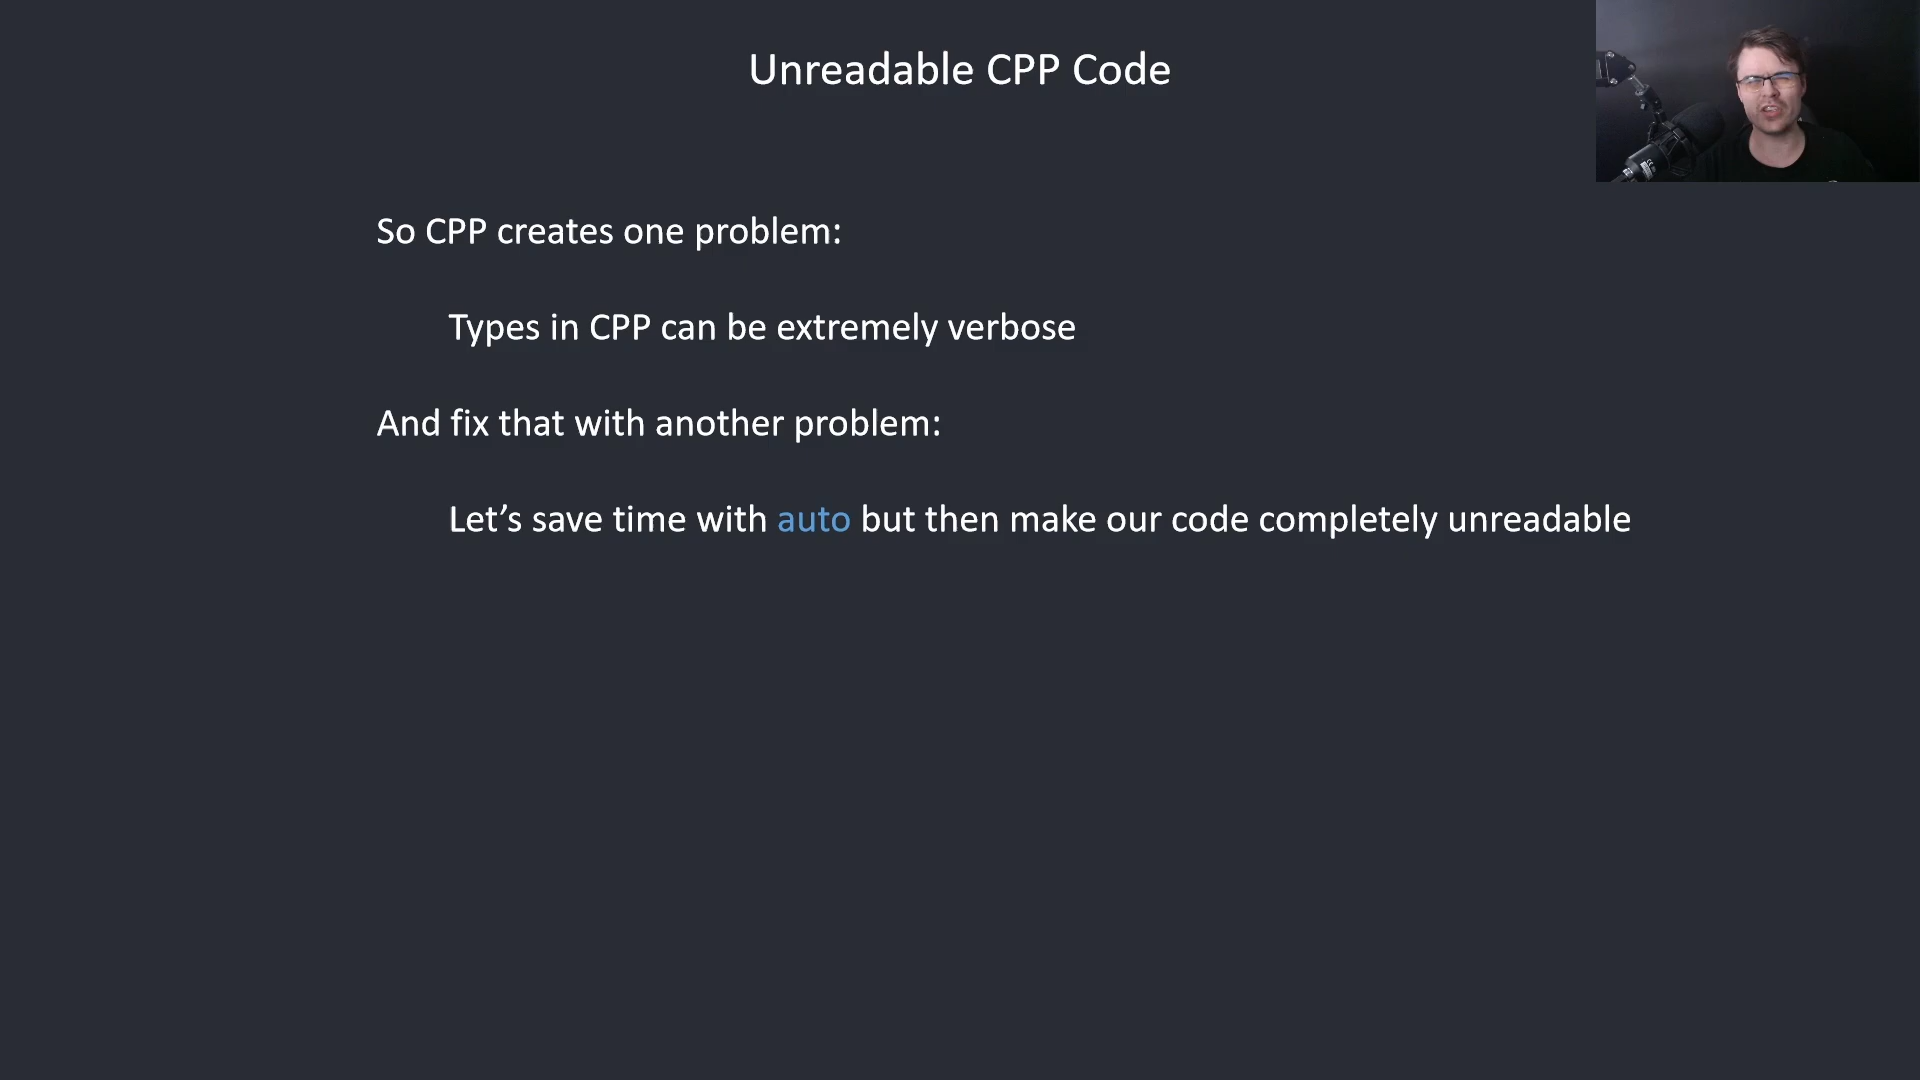 Unreadable CPP Code
So CPP creates one problem:
Types in CPP can be extremely verbose
And fix that with another problem:
Let’s save time with auto but then make our code completely unreadable